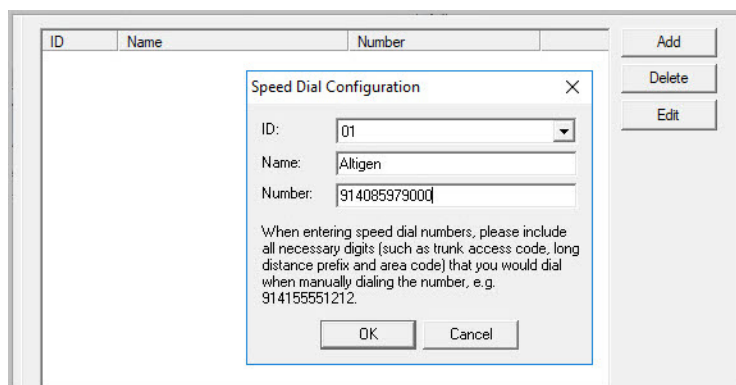 ID Name Number
Add
Delete
Edit
Speed Dial Configuration
ID: 01
Name: Altigen
Number: 914085979000
When entering speed dial numbers, please include
all necessary digits (such as trunk access code, long
distance prefix and area code) that you would dial
when manually dialing the number, e.g.
914155551212.
OK Cancel